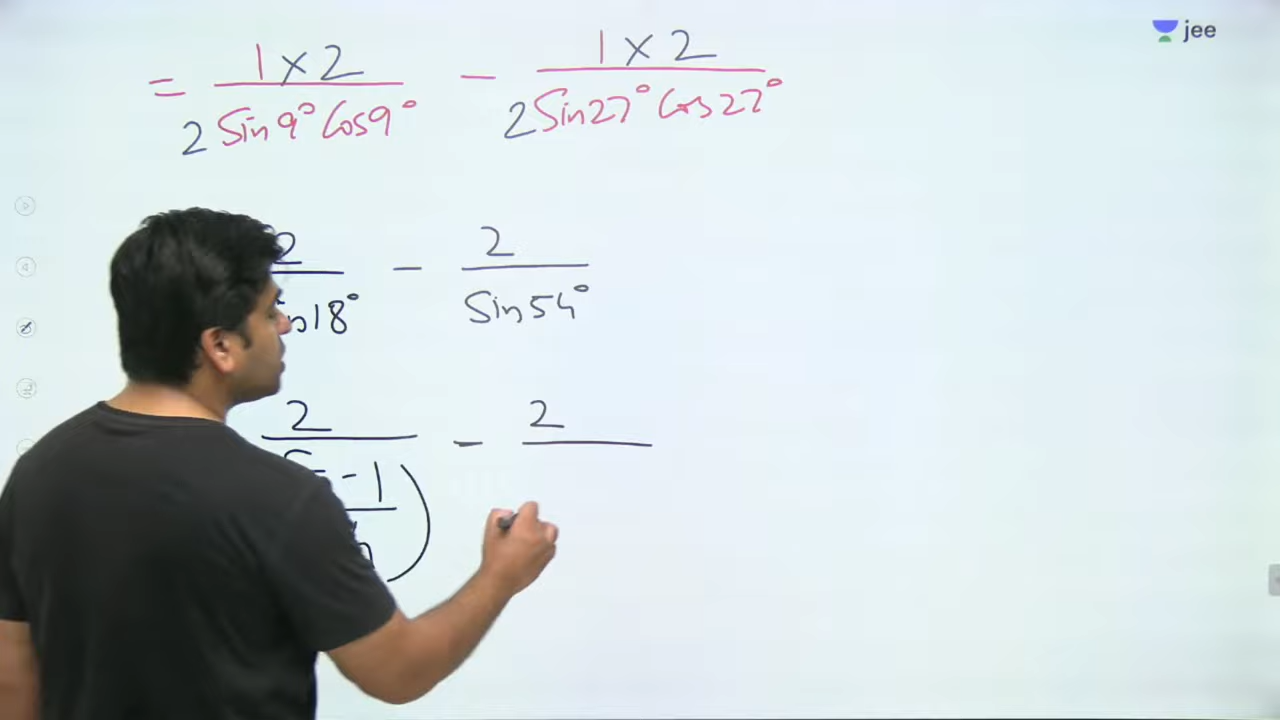 jee
= 1 × 2 / 2 Sin 9° Cos 9° − 1 × 2 / 2 Sin 27° Cos 27°
2 / n 18° − 2 / Sin 54°
2 / − 1 ) − 2 /